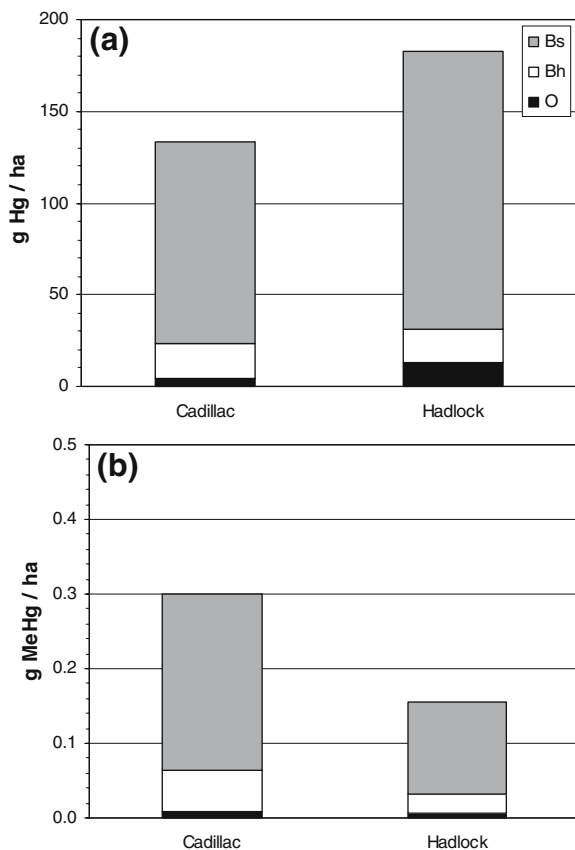 (a)
g Hg / ha
200
150
100
50
0
Bs
Bh
O
Cadillac Hadlock
(b)
g MeHg / ha
0.5
0.4
0.3
0.2
0.1
0.0
Cadillac Hadlock